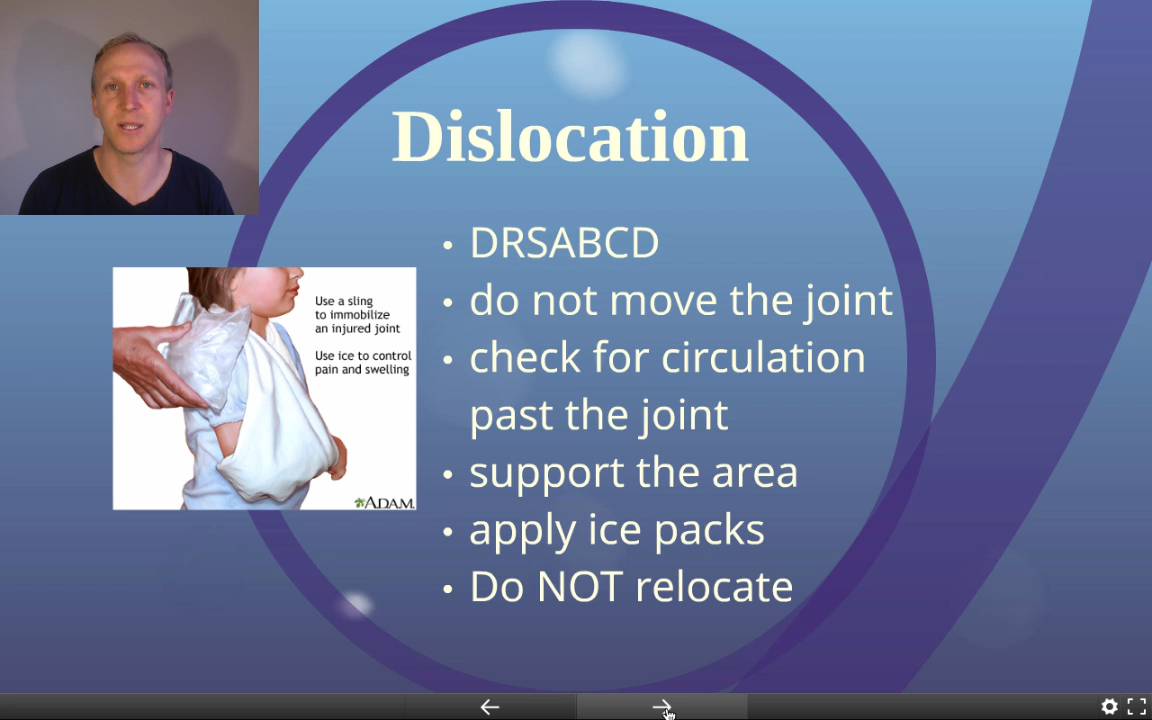 Dislocation
• DRSABCD
• do not move the joint
• check for circulation
past the joint
• support the area
• apply ice packs
• Do NOT relocate
Use a sling
to immobilize
an injured joint
Use ice to control
pain and swelling
ADAM.